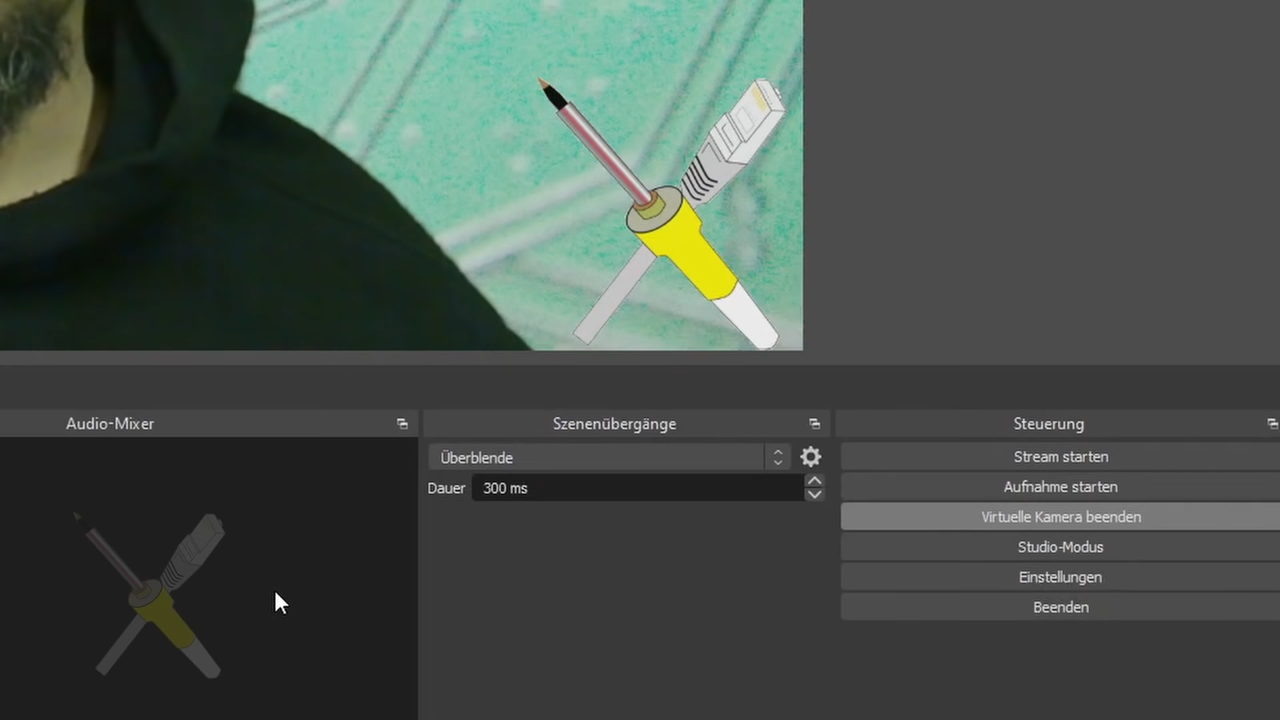 Audio-Mixer
Szenenübergänge
Steuerung
Überblende
Dauer 300 ms
Stream starten
Aufnahme starten
Virtuelle Kamera beenden
Studio-Modus
Einstellungen
Beenden